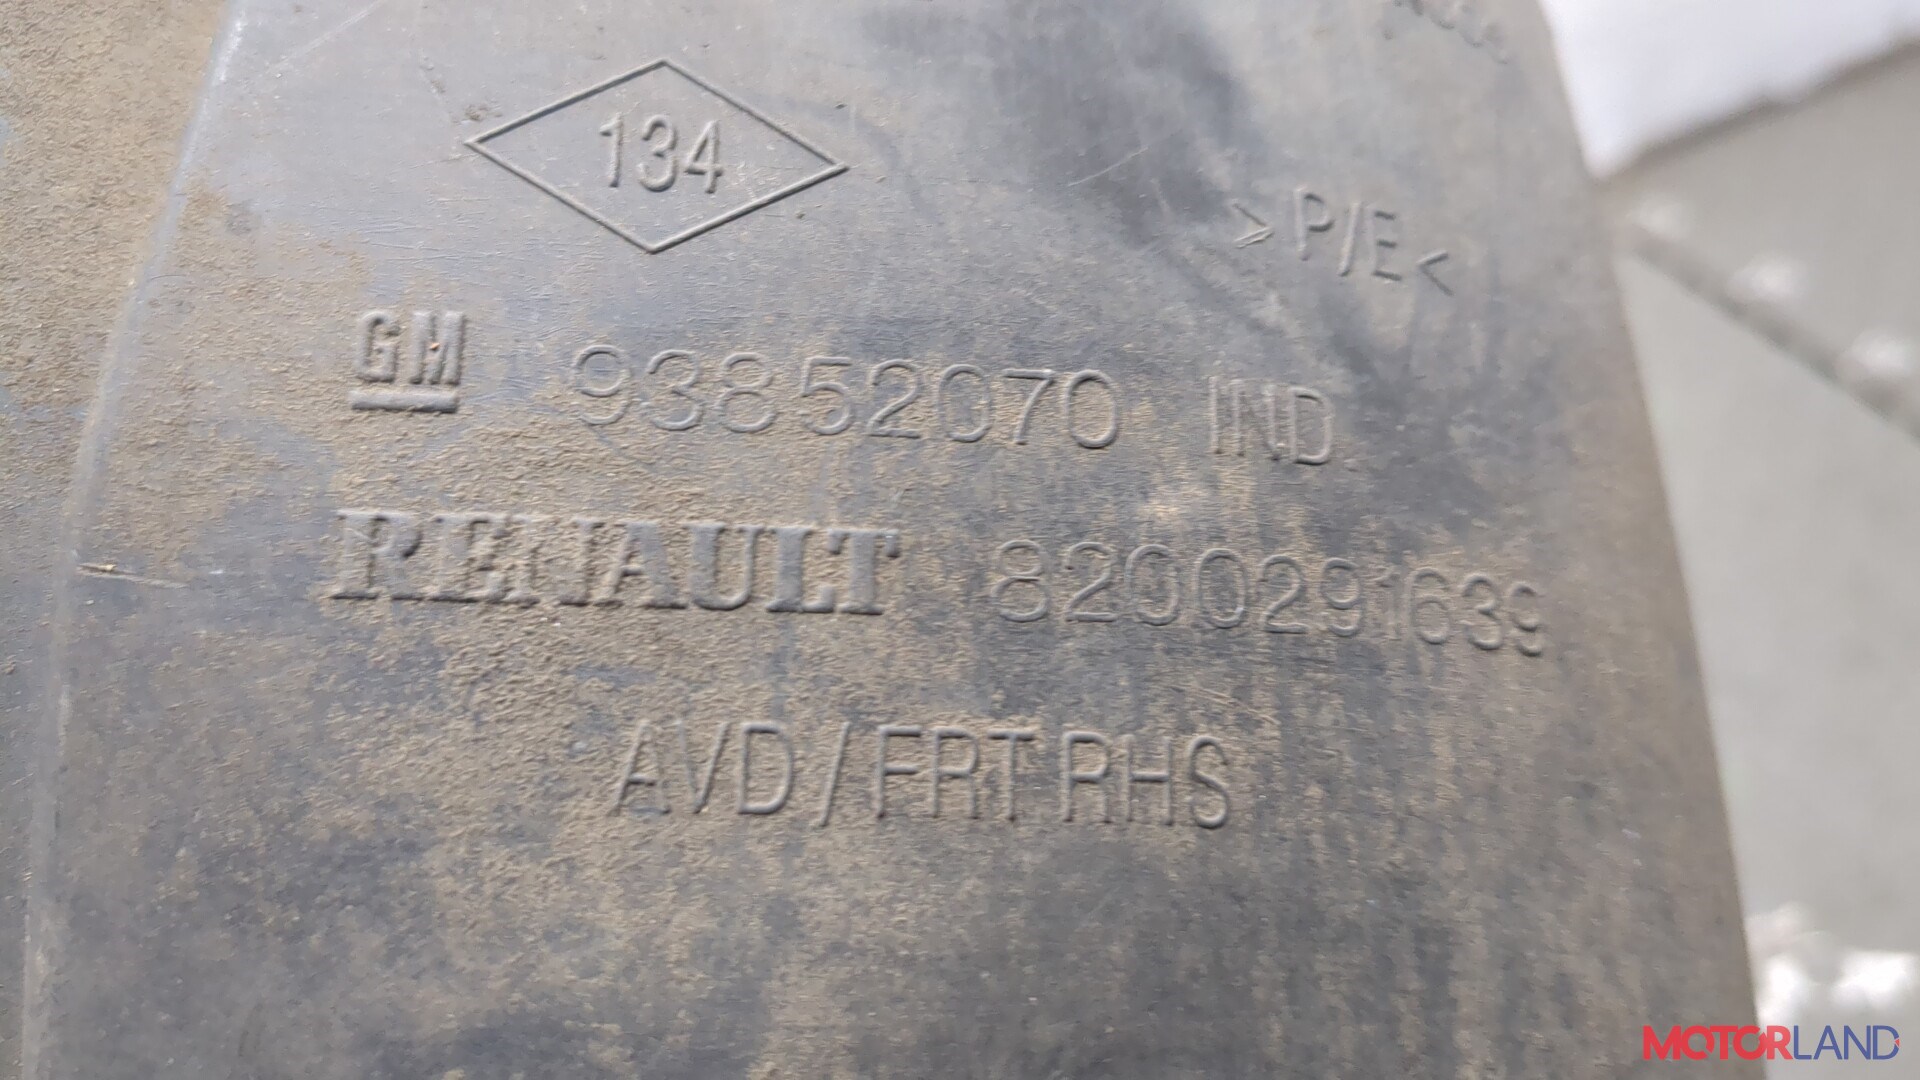 134
>P/E<
GM 93852070 IND
RENAULT 8200291639
AVD/FRT RHS
MOTORLAND